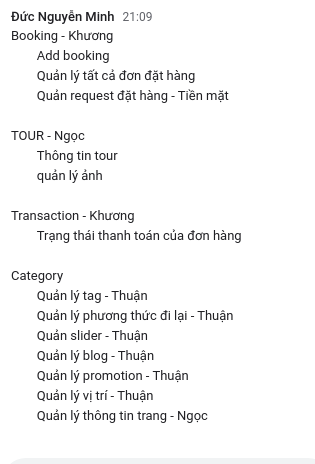 Đức Nguyễn Minh 21:09
Booking - Khương
Add booking
Quản lý tất cả đơn đặt hàng
Quản request đặt hàng - Tiền mặt
TOUR - Ngọc
Thông tin tour
quản lý ảnh
Transaction - Khương
Trạng thái thanh toán của đơn hàng
Category
Quản lý tag - Thuận
Quản lý phương thức đi lại - Thuận
Quản slider - Thuận
Quản lý blog - Thuận
Quản lý promotion - Thuận
Quản lý vị trí - Thuận
Quản lý thông tin trang - Ngọc